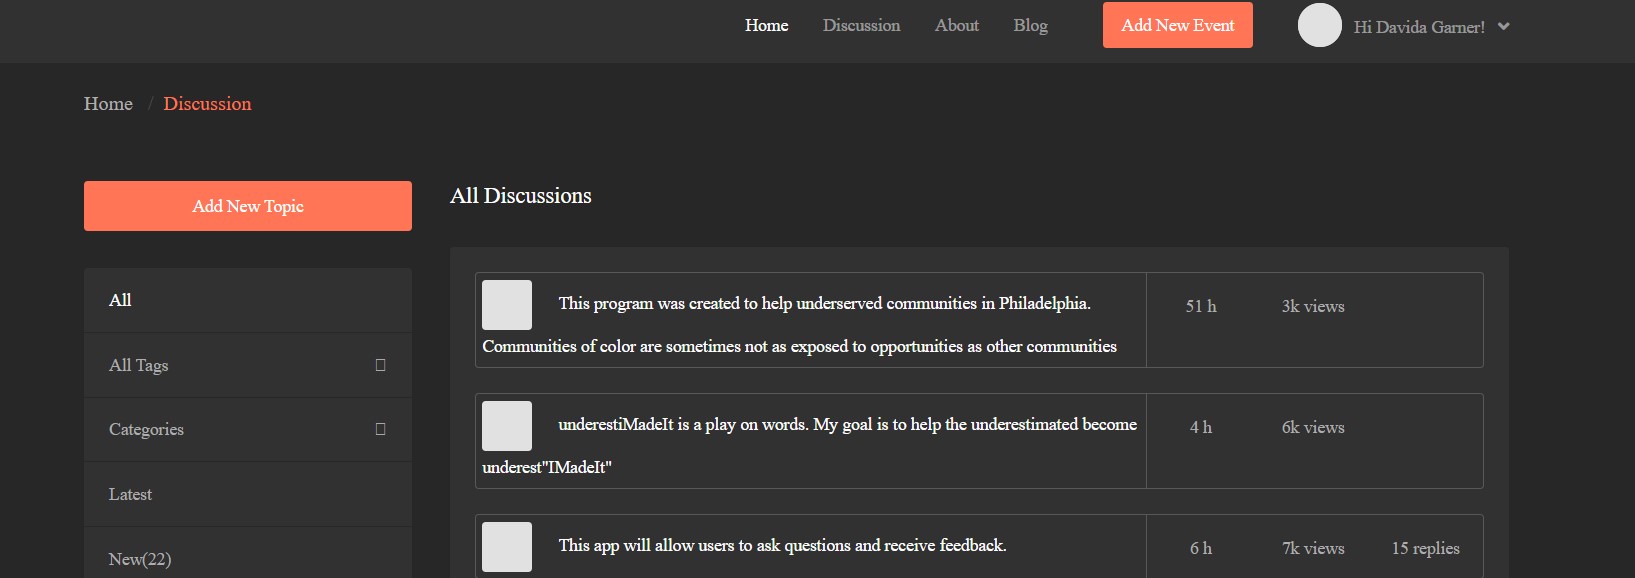 Home Discussion About Blog Add New Event Hi Davida Garner!
Home / Discussion
Add New Topic
All
All Tags
Categories
Latest
New(22)
All Discussions
This program was created to help underserved communities in Philadelphia. 51 h 3k views
Communities of color are sometimes not as exposed to opportunities as other communities
underestiMadeIt is a play on words. My goal is to help the underestimated become 4 h 6k views
underest"IMadeIt"
This app will allow users to ask questions and receive feedback. 6 h 7k views 15 replies